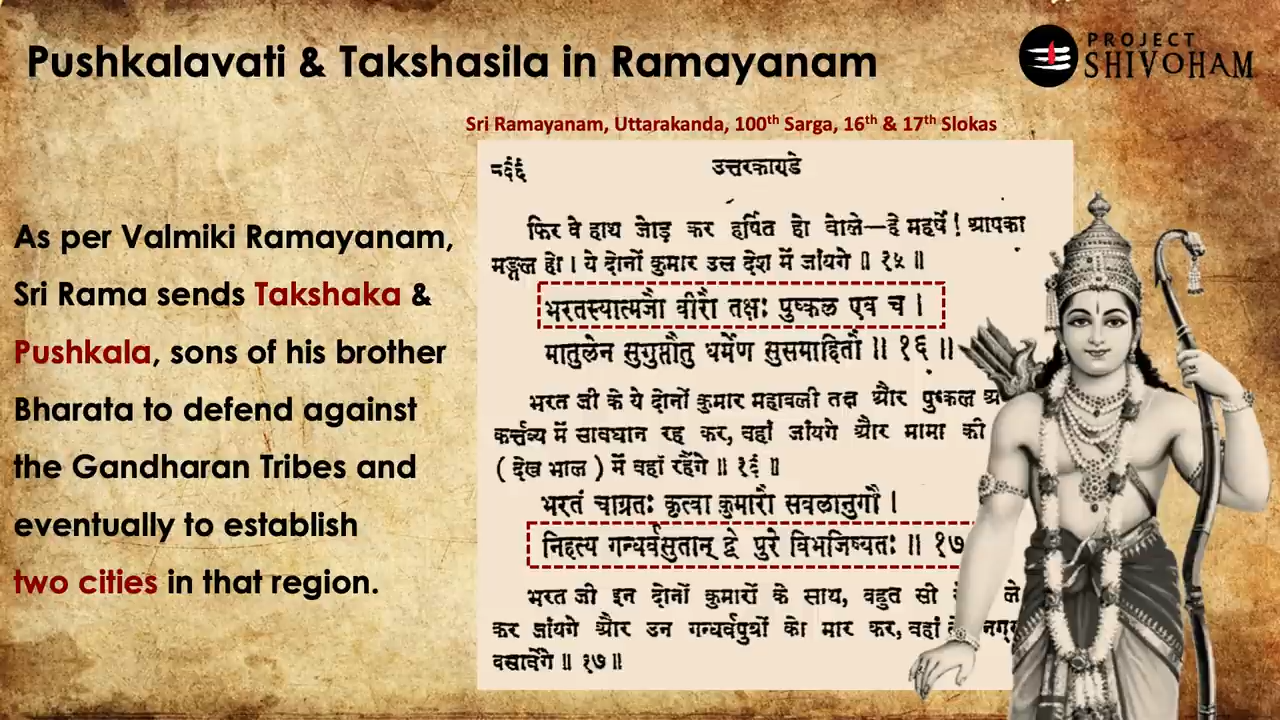 Pushkalavati & Takshasila in Ramayanam
PROJECT
SHIVOHAM
Sri Ramayanam, Uttarakanda, 100th Sarga, 16th & 17th Slokas
As per Valmiki Ramayanam,
Sri Rama sends Takshaka &
Pushkala, sons of his brother
Bharata to defend against
the Gandharan Tribes and
eventually to establish
two cities in that region.
८६६ उत्तरकाण्डे
फिर वे हाथ जोड़ कर हर्षित हो बोले—हे महर्षे! आपका
मङ्गल हो। ये दोनों कुमार उस देश में जांयगे ॥ १५ ॥
भरतस्यात्मजौ वीरौ तक्षः पुष्कल एव च ।
मातुलेन सुगुप्तौतु धर्मेण सुसमाहितौ ॥ १६ ॥
भरत जी के ये दोनों कुमार महाबली तक्ष और पुष्कल
कर्त्तव्य में सावधान रह कर, वहां जांयगे और मामा की
( देख भाल ) में वहां रहेंगे ॥ १६ ॥
भरतं चाग्रतः कृत्वा कुमारौ सबलानुगौ ।
निहत्य गन्धर्वसुतान् द्वे पुरे विभजिष्यतः ॥ १७
भरत जी इन दोनों कुमारों के साथ, बहुत सी ले
कर जांयगे और उन गन्धर्वपुत्रों को मार कर, वहां
बसावेंगे ॥ १७ ॥